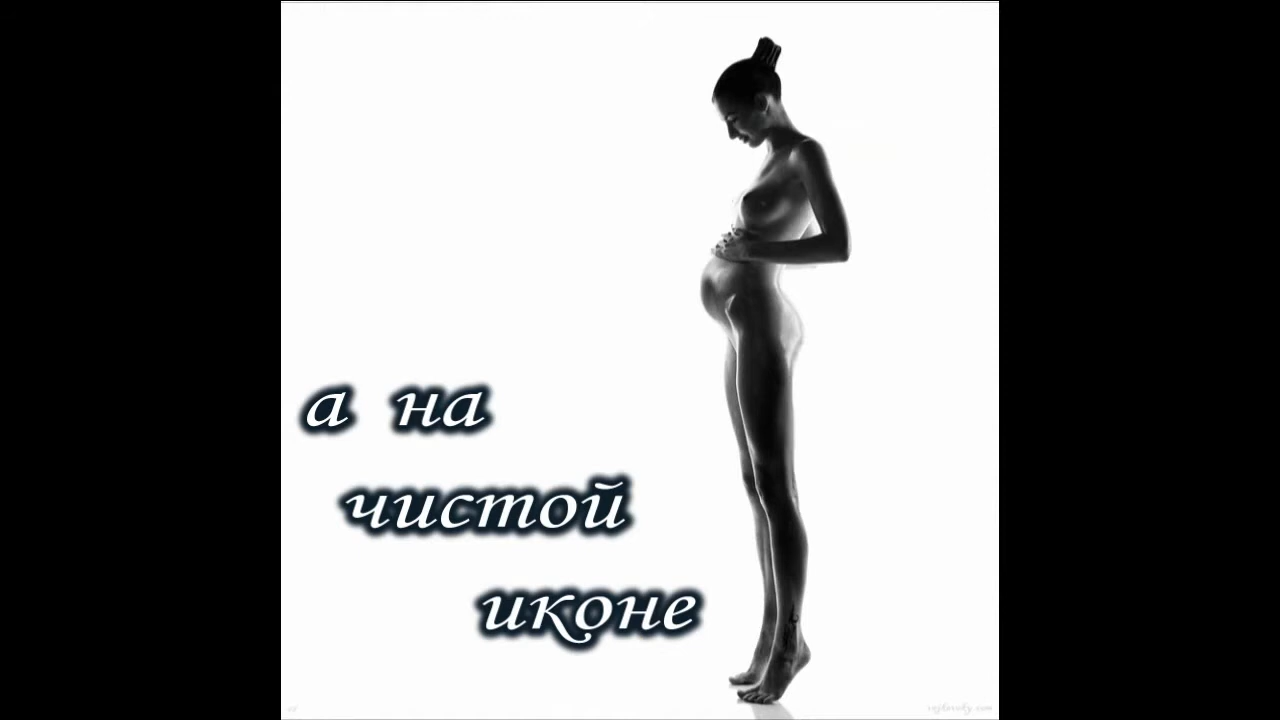 а на
чистой
иконе